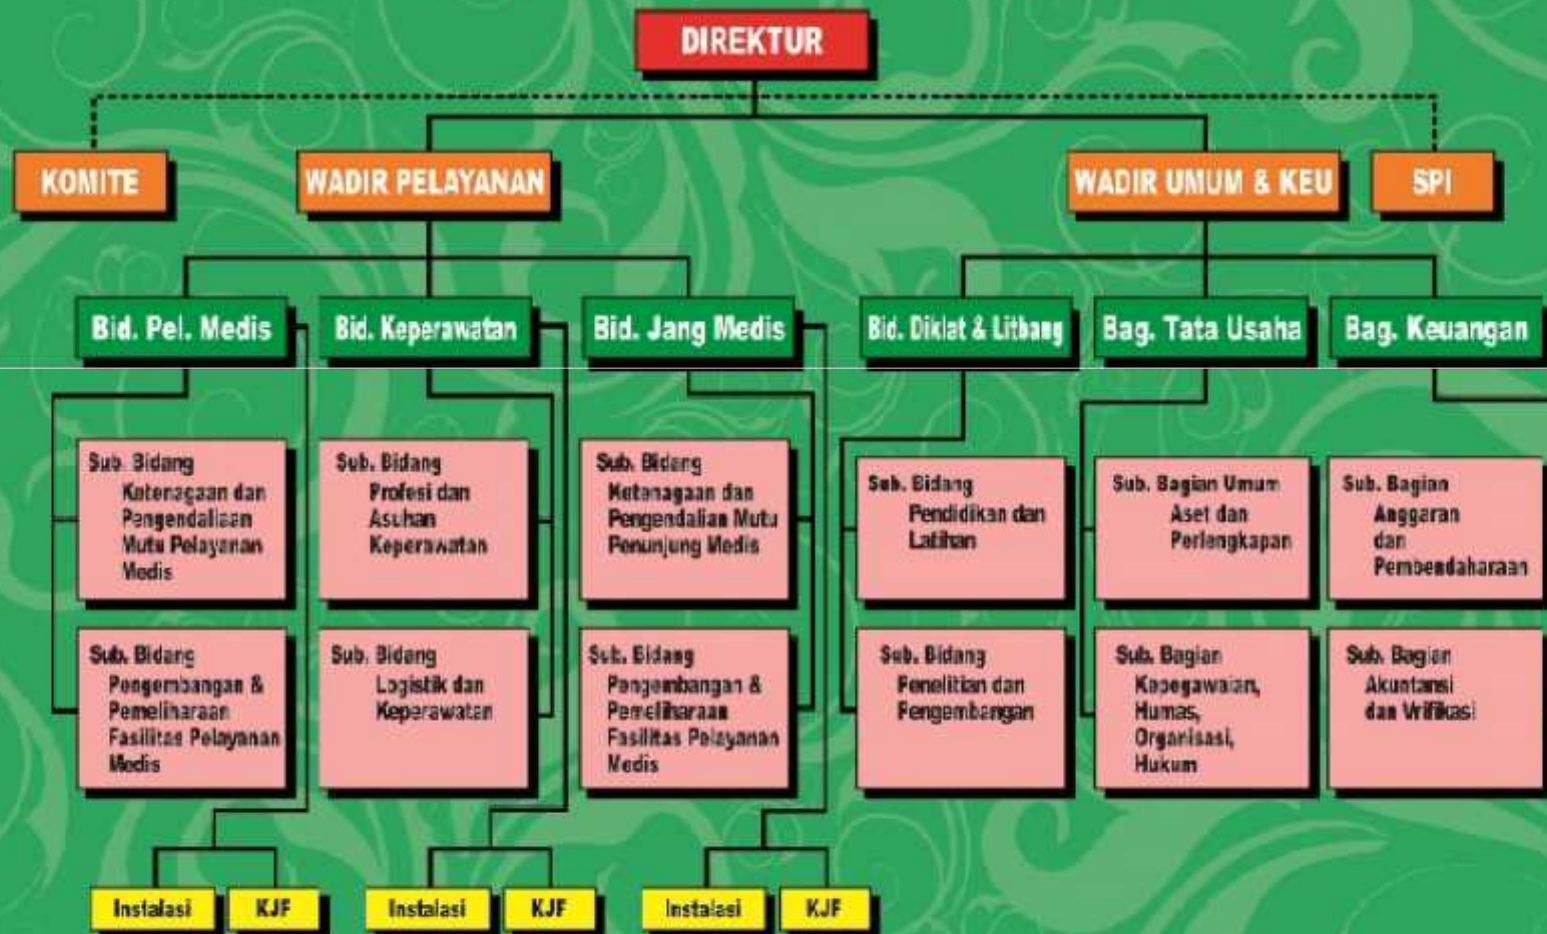 DIREKTUR
KOMITE
WADIR PELAYANAN
WADIR UMUM & KEU
SPI
Bid. Pel. Medis
Bid. Keperawatan
Bid. Jang Medis
Bid. Diklat & Litbang
Bag. Tata Usaha
Bag. Keuangan
Sub. Bidang
Ketenagaan dan
Pengendaliaan
Mutu Pelayanan
Medis
Sub. Bidang
Profesi dan
Asuhan
Keperawatan
Sub. Bidang
Ketenagaan dan
Pengendalian Mutu
Penunjung Medis
Sub. Bidang
Pendidikan dan
Latihan
Sub. Bagian Umum
Aset dan
Perlengkapan
Sub. Bagian
Anggaran
dan
Pembendaharaan
Sub. Bidang
Pengembangan &
Pemeliharaan
Fasilitas Pelayanan
Medis
Sub. Bidang
Logistik dan
Keperawatan
Sub. Bidang
Pengembangan &
Pemeliharaan
Fasilitas Pelayanan
Medis
Sub. Bidang
Penelitian dan
Pengembangan
Sub. Bagian
Kepegawaian,
Humas,
Organisasi,
Hukum
Sub. Bagian
Akuntansi
dan Vrifikasi
Instalasi
KJF
Instalasi
KJF
Instalasi
KJF